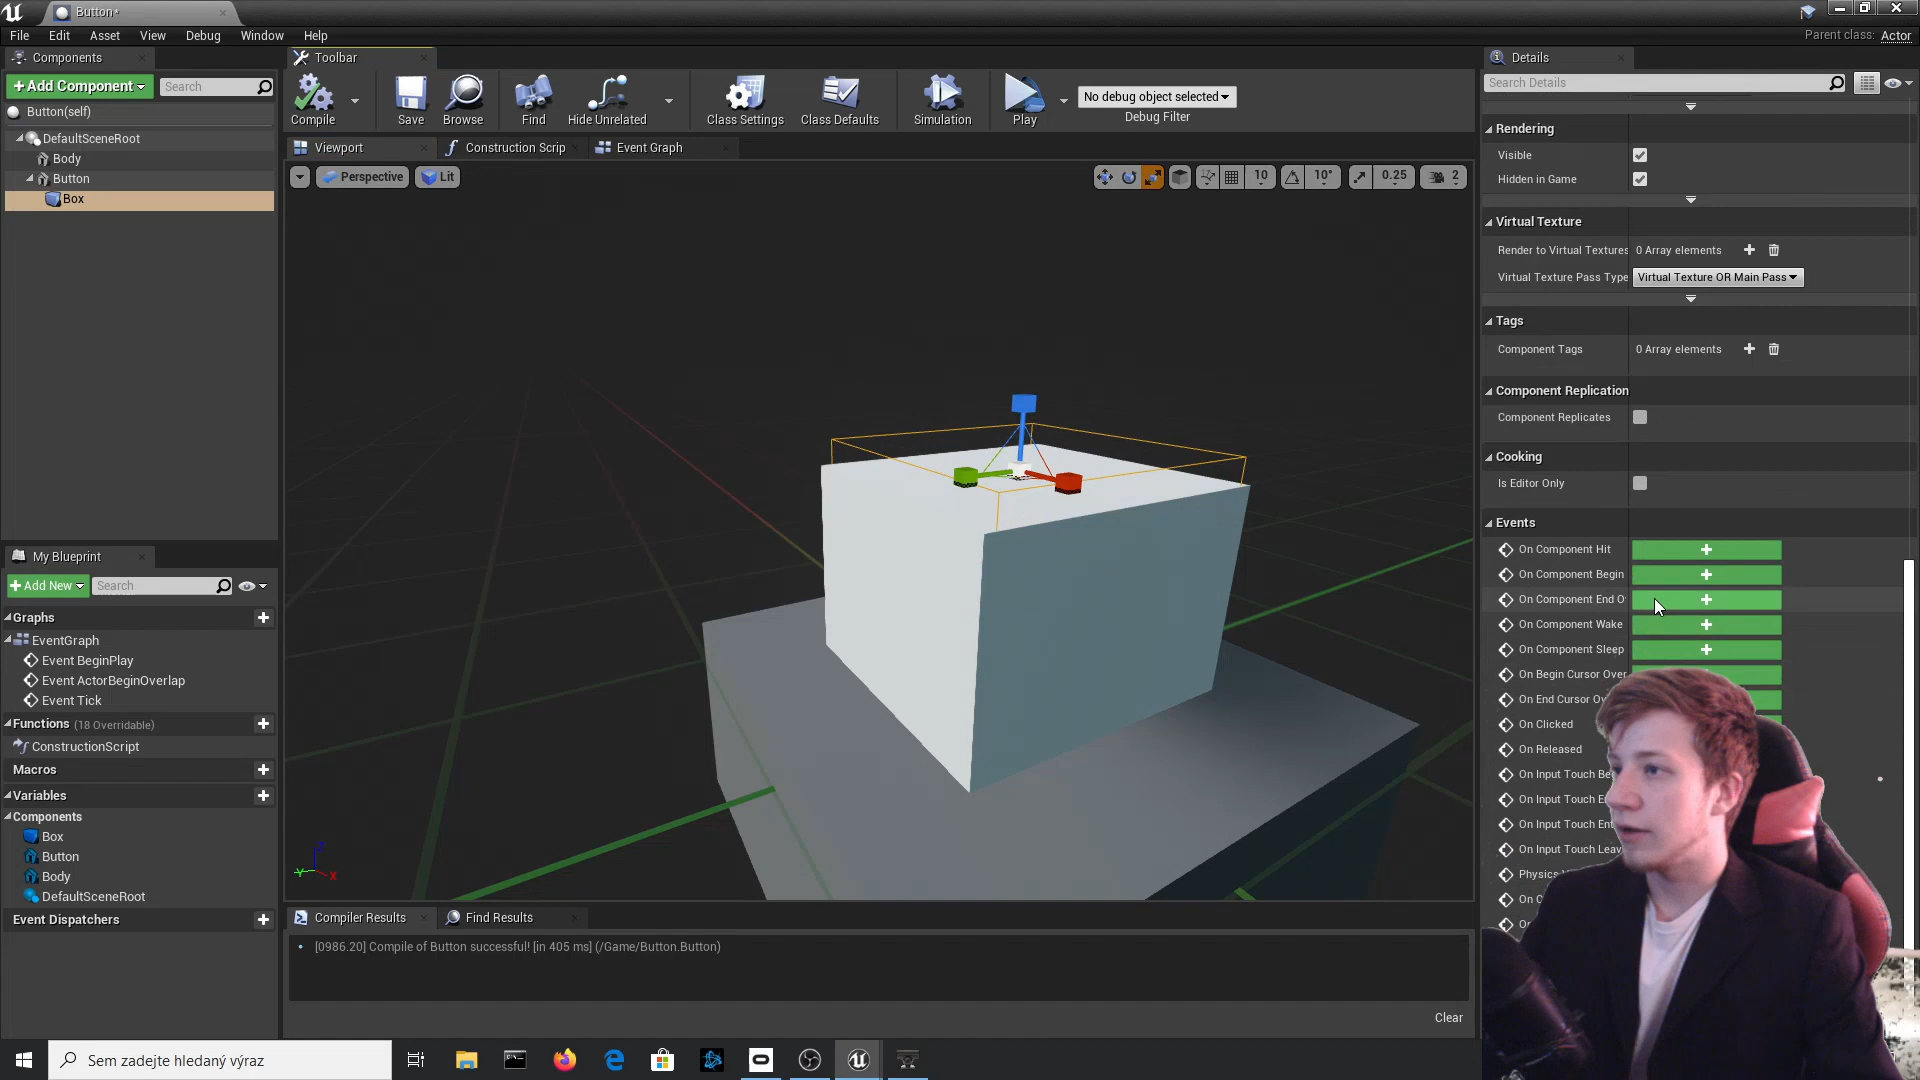 Button*
File Edit Asset View Debug Window Help
Parent class: Actor
Components
Toolbar
Details
+Add Component
Search
Button(self)
DefaultSceneRoot
Body
Button
Box
Compile
Save
Browse
Find
Hide Unrelated
Class Settings
Class Defaults
Simulation
Play
No debug object selected
Debug Filter
Viewport
Construction Scrip
Event Graph
Perspective
Lit
10
10°
0.25
2
Search Details
Rendering
Visible
Hidden in Game
Virtual Texture
Render to Virtual Textures 0 Array elements
Virtual Texture Pass Type Virtual Texture OR Main Pass
Tags
Component Tags 0 Array elements
Component Replication
Component Replicates
Cooking
Is Editor Only
Events
On Component Hit
On Component Begin
On Component End O
On Component Wake
On Component Sleep
On Begin Cursor Over
On End Cursor Ov
On Clicked
On Released
On Input Touch Be
On Input Touch E
On Input Touch Ent
On Input Touch Leav
Physics V
On C
My Blueprint
+Add New
Search
Graphs
EventGraph
Event BeginPlay
Event ActorBeginOverlap
Event Tick
Functions (18 Overridable)
ConstructionScript
Macros
Variables
Components
Box
Button
Body
DefaultSceneRoot
Event Dispatchers
Compiler Results
Find Results
[0986.20] Compile of Button successful! [in 405 ms] (/Game/Button.Button)
Clear
Sem zadejte hledaný výraz